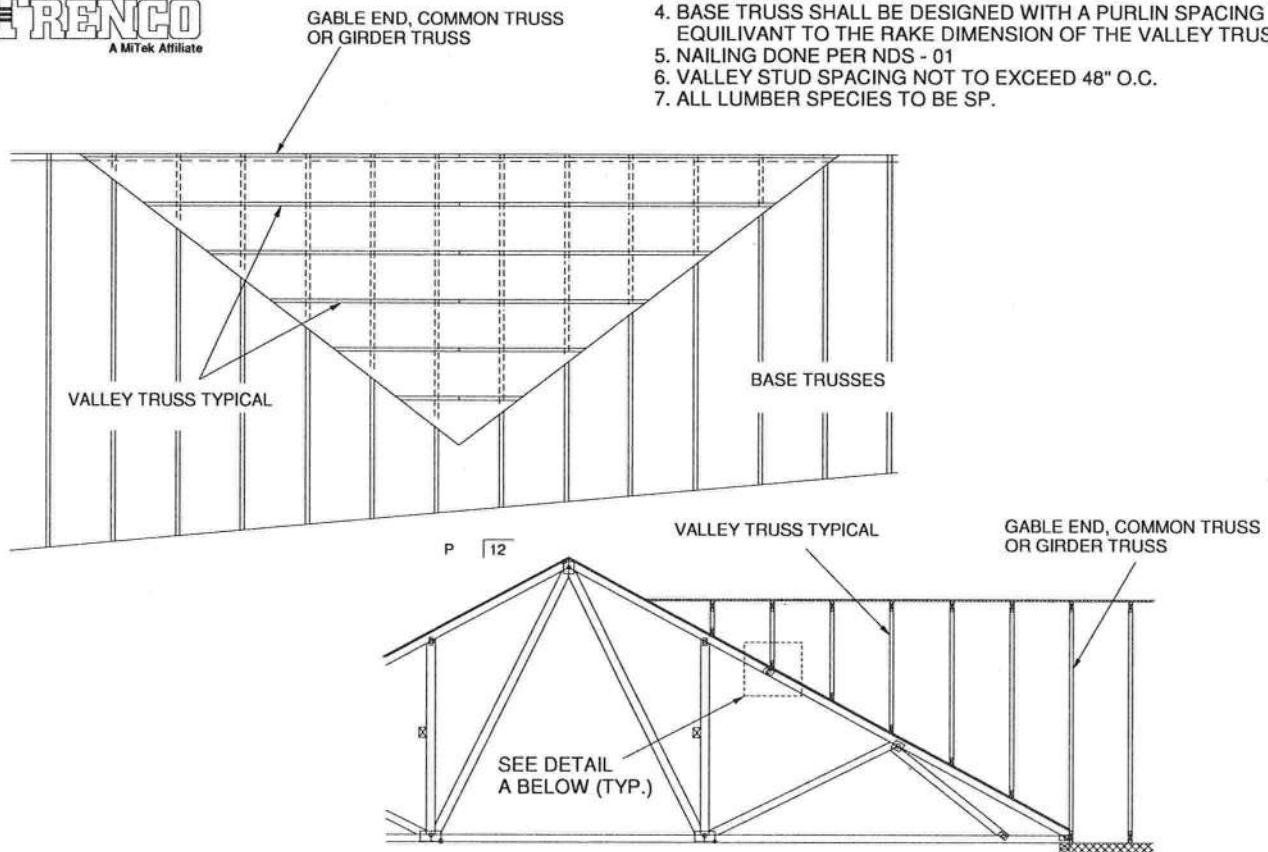 TRENCO
A MiTek Affiliate
GABLE END, COMMON TRUSS
OR GIRDER TRUSS
4. BASE TRUSS SHALL BE DESIGNED WITH A PURLIN SPACING
EQUILIVANT TO THE RAKE DIMENSION OF THE VALLEY TRUS
5. NAILING DONE PER NDS - 01
6. VALLEY STUD SPACING NOT TO EXCEED 48" O.C.
7. ALL LUMBER SPECIES TO BE SP.
VALLEY TRUSS TYPICAL
BASE TRUSSES
P 12
VALLEY TRUSS TYPICAL
GABLE END, COMMON TRUSS
OR GIRDER TRUSS
SEE DETAIL
A BELOW (TYP.)